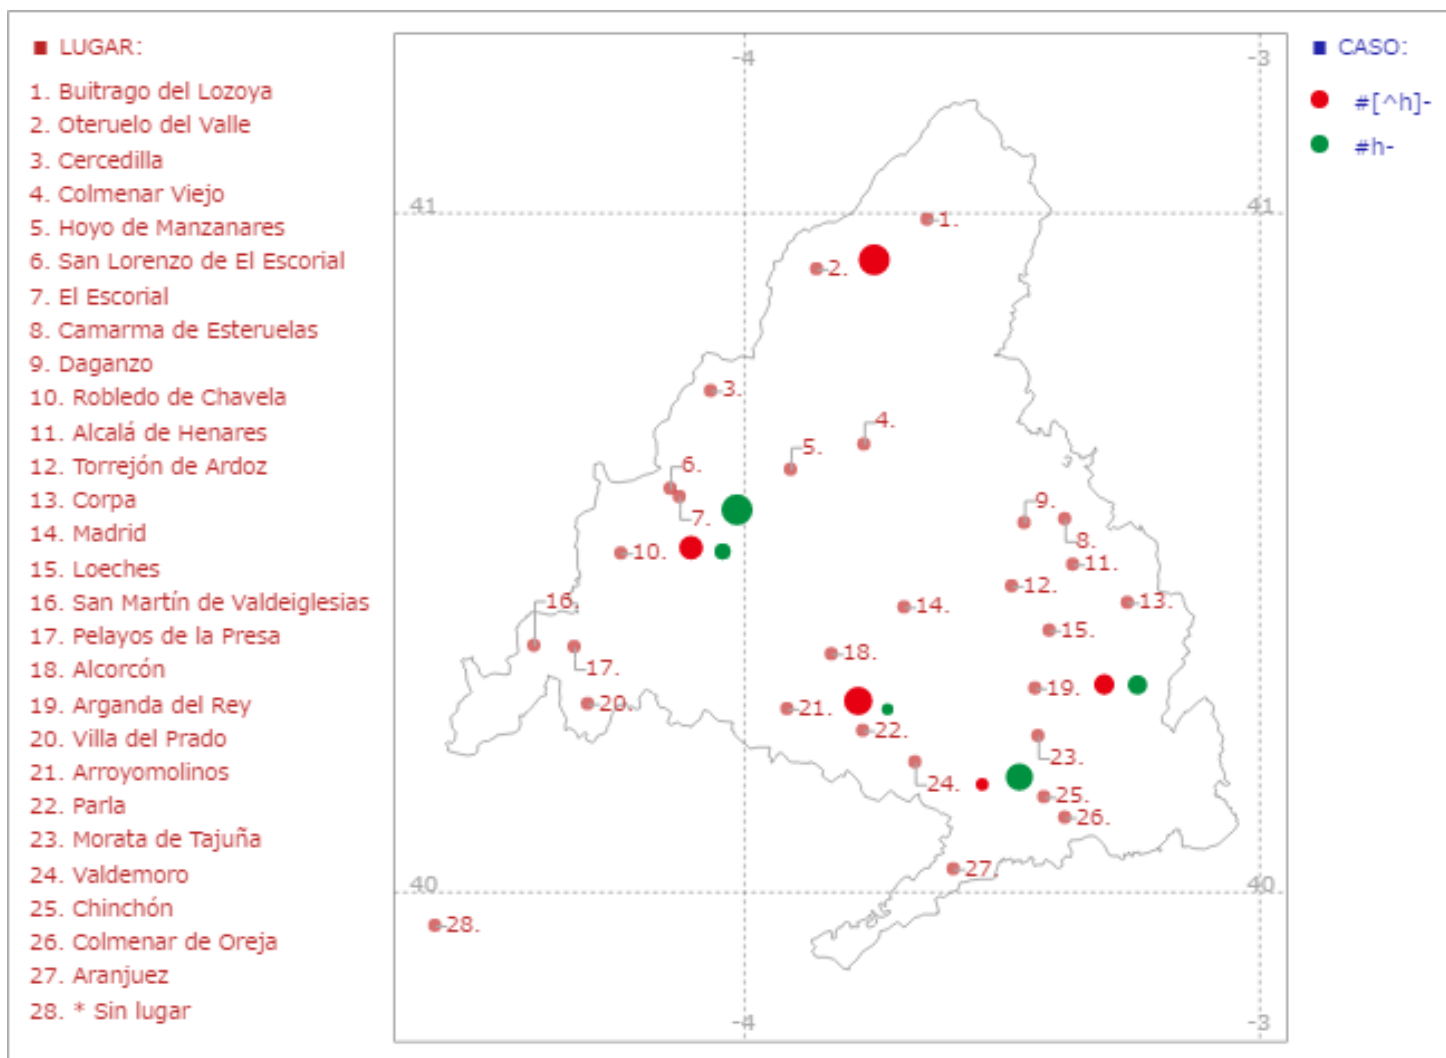 LUGAR:
1. Buitrago del Lozoya
2. Oteruelo del Valle
3. Cercedilla
4. Colmenar Viejo
5. Hoyo de Manzanares
6. San Lorenzo de El Escorial
7. El Escorial
8. Camarma de Esteruelas
9. Daganzo
10. Robledo de Chavela
11. Alcalá de Henares
12. Torrejón de Ardoz
13. Corpa
14. Madrid
15. Loeches
16. San Martín de Valdeiglesias
17. Pelayos de la Presa
18. Alcorcón
19. Arganda del Rey
20. Villa del Prado
21. Arroyomolinos
22. Parla
23. Morata de Tajuña
24. Valdemoro
25. Chinchón
26. Colmenar de Oreja
27. Aranjuez
28. * Sin lugar
-4 -3
41 41
1.
2.
3.
4.
5.
6.
7.
9.
8.
10.
11.
12.
13.
16.
14.
15.
18.
17.
19.
20.
21.
22.
23.
24.
25.
26.
27.
40 40
28.
-4 -3
CASO:
#[^h]-
#h-